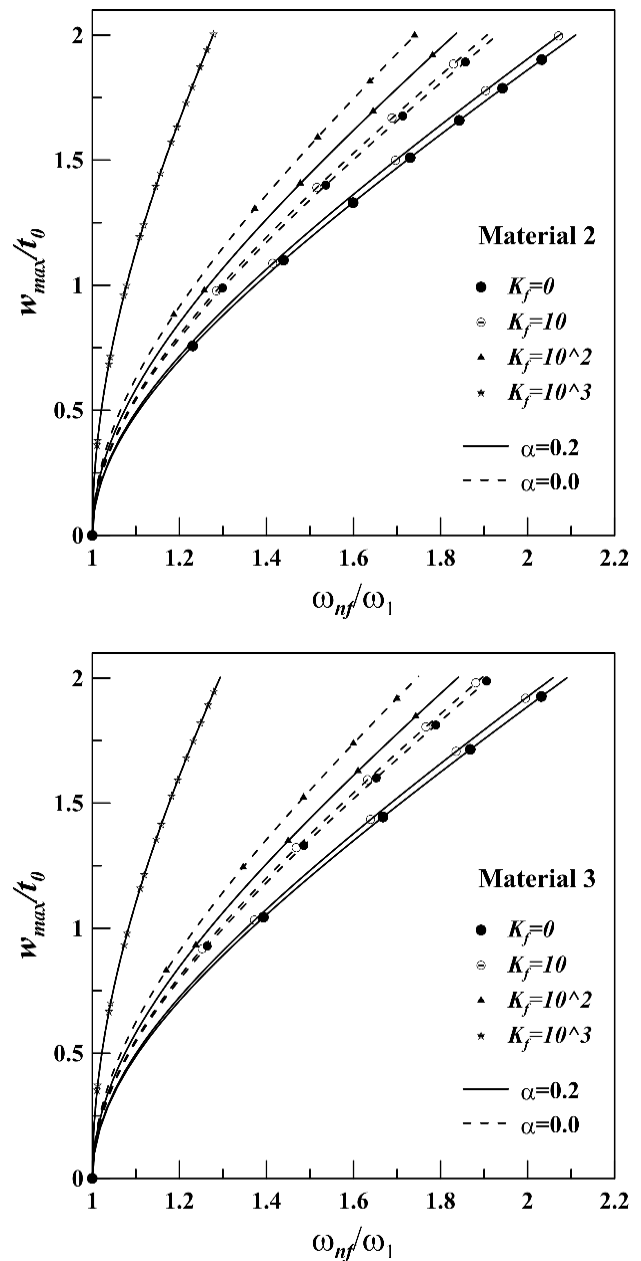 2
1.5
1
0.5
0
w_max/t_0
Material 2
K_f=0
K_f=10
K_f=10^2
K_f=10^3
α=0.2
α=0.0
1 1.2 1.4 1.6 1.8 2 2.2
ω_nf/ω_1
2
1.5
1
0.5
0
w_max/t_0
Material 3
K_f=0
K_f=10
K_f=10^2
K_f=10^3
α=0.2
α=0.0
1 1.2 1.4 1.6 1.8 2 2.2
ω_nf/ω_1